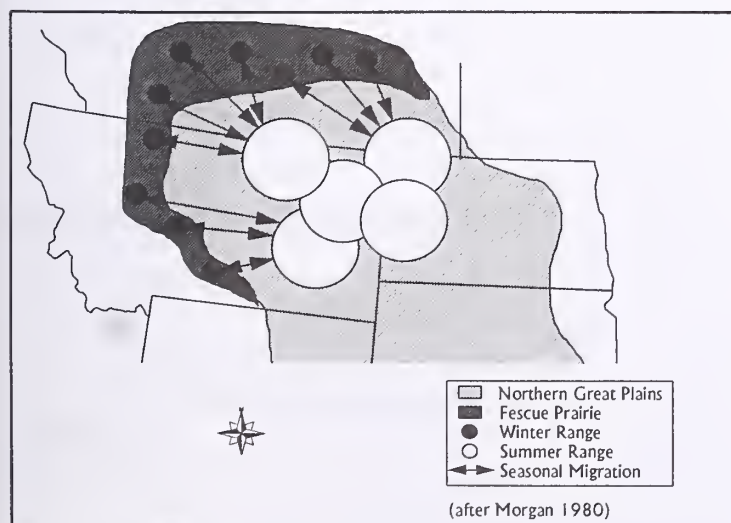 Northern Great Plains
Fescue Prairie
Winter Range
Summer Range
Seasonal Migration
(after Morgan 1980)